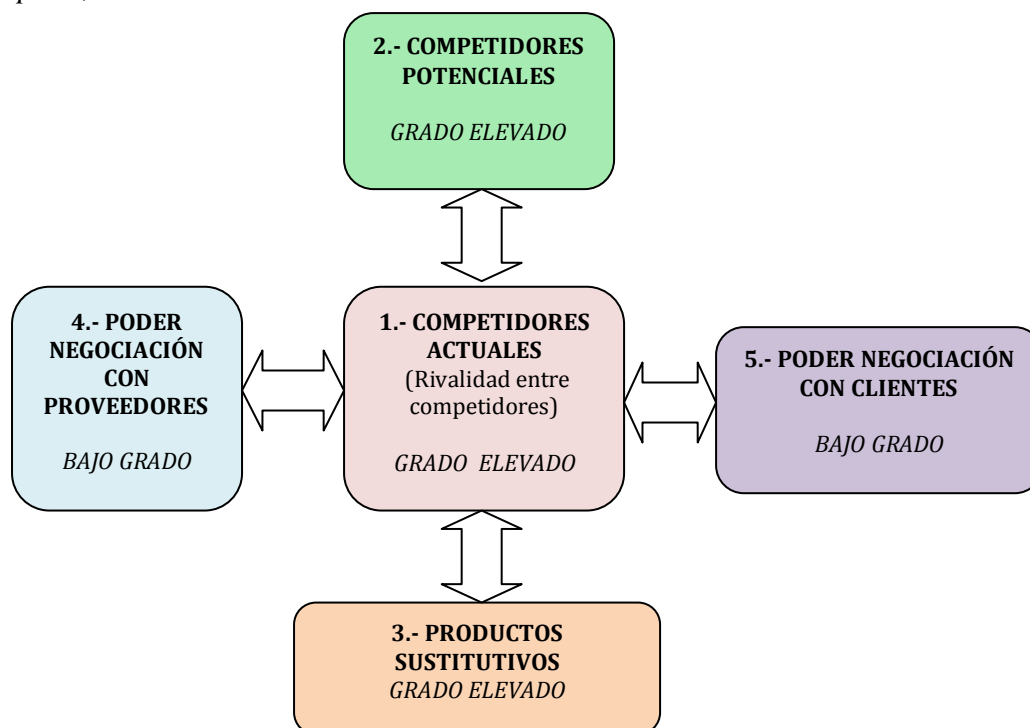 2.- COMPETIDORES
POTENCIALES
GRADO ELEVADO
4.- PODER
NEGOCIACIÓN
CON
PROVEEDORES
BAJO GRADO
1.- COMPETIDORES
ACTUALES
(Rivalidad entre
competidores)
GRADO ELEVADO
5.- PODER NEGOCIACIÓN
CON CLIENTES
BAJO GRADO
3.- PRODUCTOS
SUSTITUTIVOS
GRADO ELEVADO